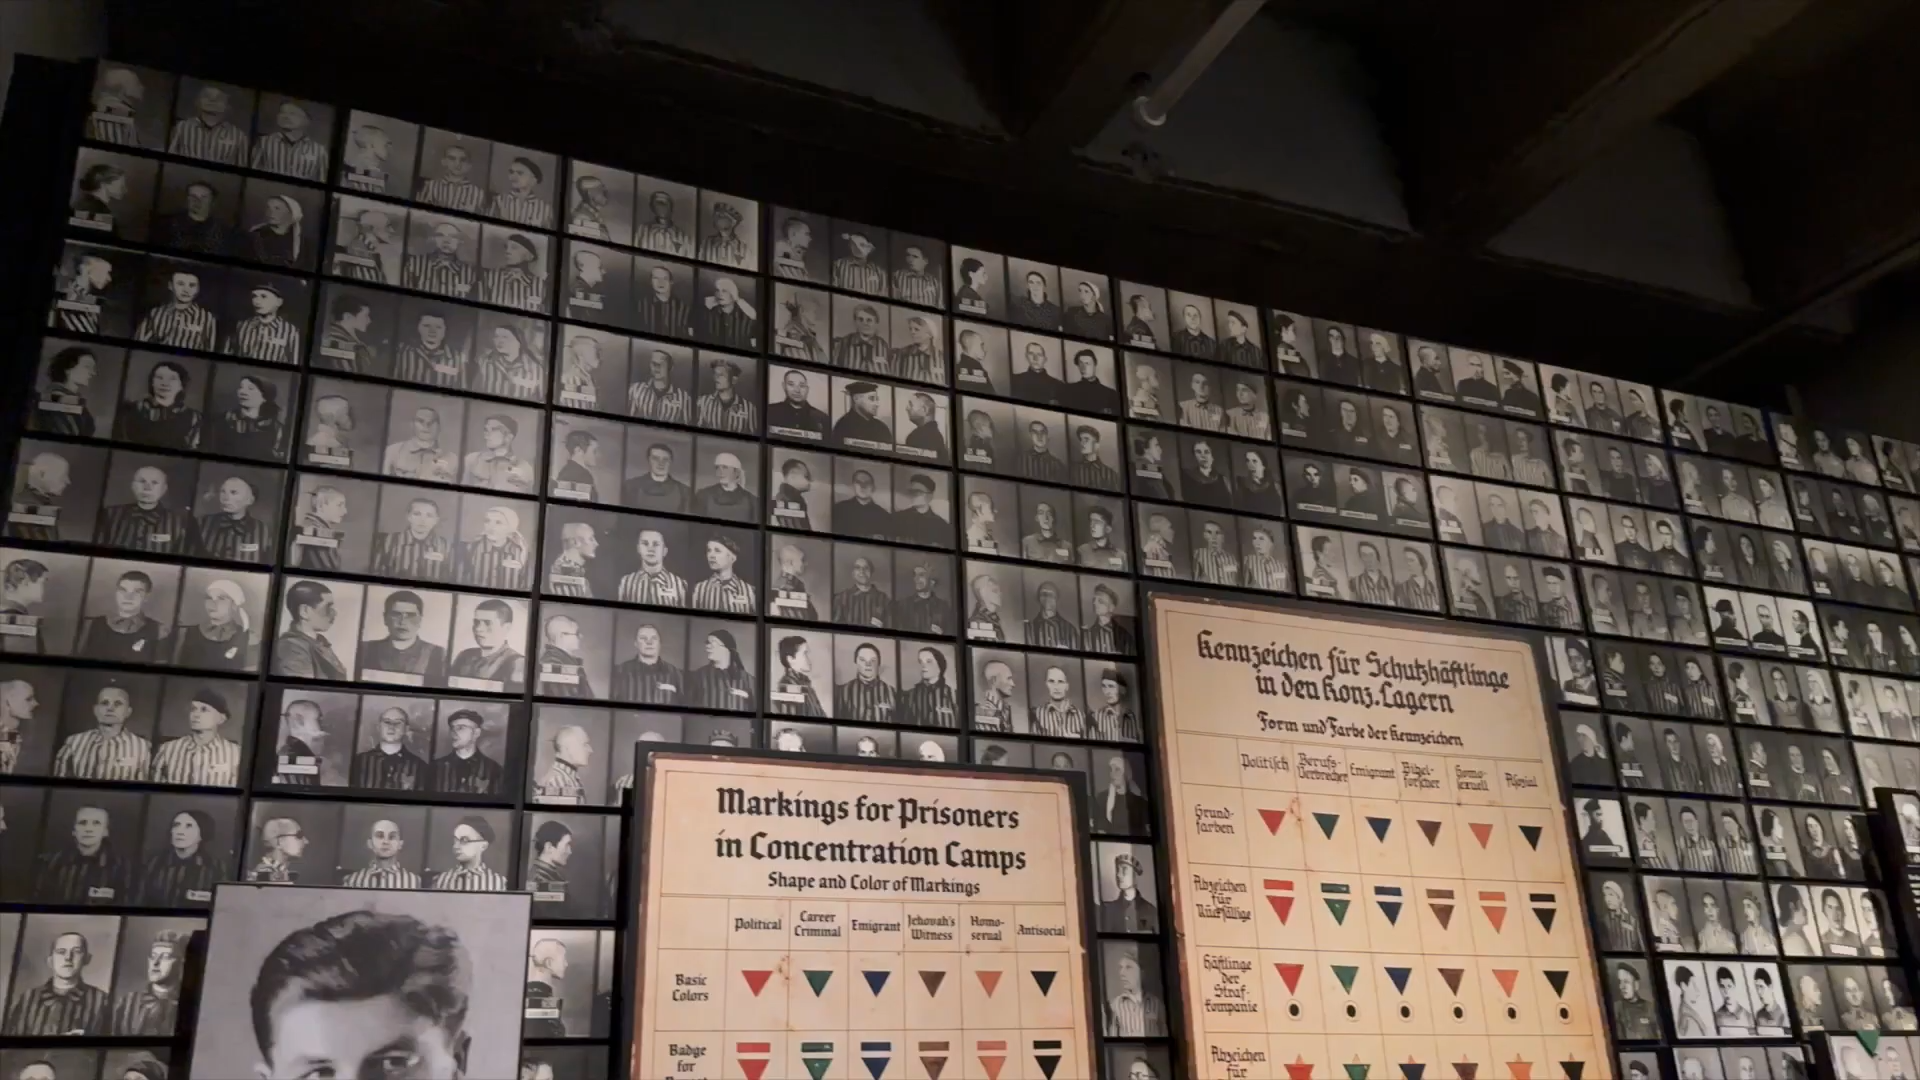 Markings for Prisoners
in Concentration Camps
Shape and Color of Markings
Political
Career
Criminal
Emigrant
Jehovah's
Witness
Homo-
sexual
Antisocial
Basic
Colors
Badge
for
Kennzeichen für Schutzhäftlinge
in den Konz. Lagern
Form und Farbe der Kennzeichen
Politisch
Berufs-
Verbrecher
Emigrant
Bibel-
forscher
Homo-
sexuell
Asozial
Grund-
farben
Abzeichen
für
Rückfällige
Häftlinge
der
Straf-
kompanie
Abzeichen
für